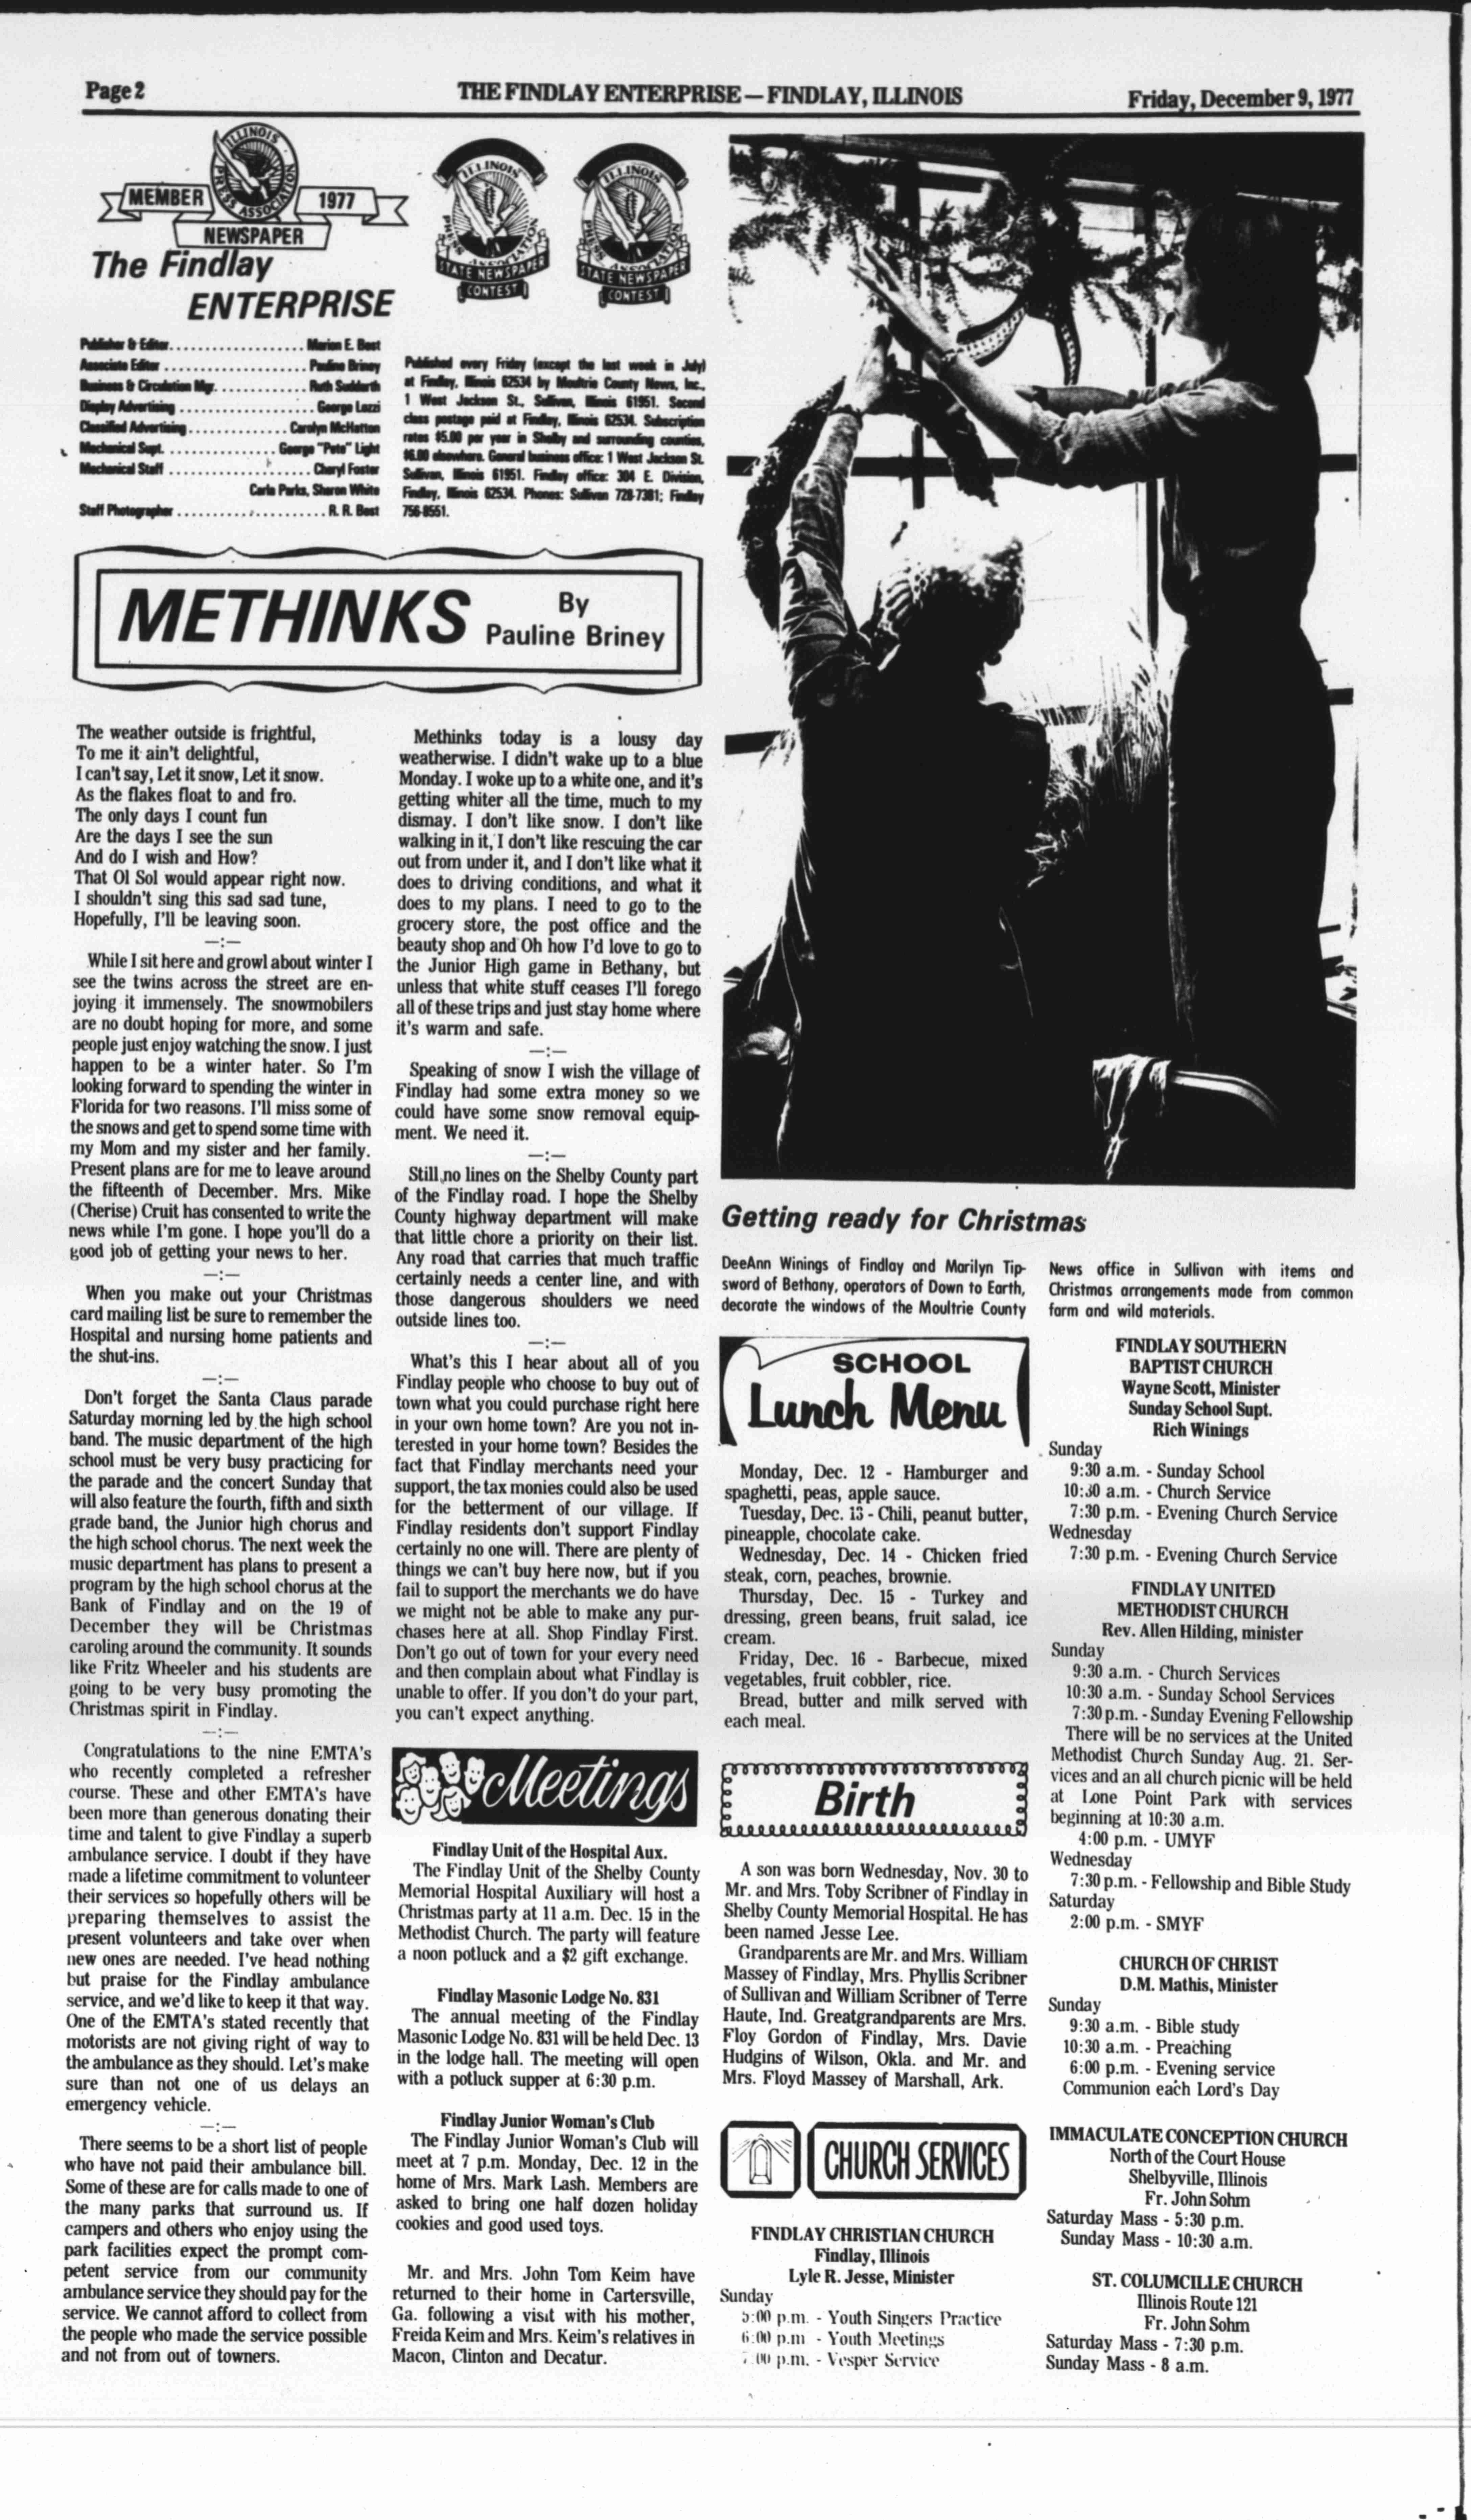 Page 2
THE FINDLAY ENTERPRISE — FINDLAY, ILLINOIS
Friday, December 9, 1977
ILLINOIS
PRESS ASSOCIATION
MEMBER
1977
NEWSPAPER
The Findlay
ENTERPRISE
ILLINOIS
PRESS ASSOCIATION
STATE NEWSPAPER
CONTEST
ILLINOIS
PRESS ASSOCIATION
STATE NEWSPAPER
CONTEST
Publisher & Editor................... Marion E. Best
Associate Editor .................... Pauline Briney
Business & Circulation Mgr............. Ruth Suddarth
Display Advertising ................... George Lozzi
Classified Advertising.............. Carolyn McHatton
Mechanical Supt. ............... George "Pete" Light
Mechanical Staff .................... Cheryl Foster
Carla Parks, Sharon White
Staff Photographer ..................... R. R. Best
Published every Friday (except the last week in July)
at Findlay, Illinois 62534 by Moultrie County News, Inc.,
1 West Jackson St., Sullivan, Illinois 61951. Second
class postage paid at Findlay, Illinois 62534. Subscription
rates $5.00 per year in Shelby and surrounding counties,
$6.00 elsewhere. General business office: 1 West Jackson St.
Sullivan, Illinois 61951. Findlay office: 304 E. Division,
Findlay, Illinois 62534. Phones: Sullivan 728-7381; Findlay
756-8551.
METHINKS
By
Pauline Briney
The weather outside is frightful,
To me it ain't delightful,
I can't say, Let it snow, Let it snow.
As the flakes float to and fro.
The only days I count fun
Are the days I see the sun
And do I wish and How?
That Ol Sol would appear right now.
I shouldn't sing this sad sad tune,
Hopefully, I'll be leaving soon.
—:—
While I sit here and growl about winter I
see the twins across the street are en-
joying it immensely. The snowmobilers
are no doubt hoping for more, and some
people just enjoy watching the snow. I just
happen to be a winter hater. So I'm
looking forward to spending the winter in
Florida for two reasons. I'll miss some of
the snows and get to spend some time with
my Mom and my sister and her family.
Present plans are for me to leave around
the fifteenth of December. Mrs. Mike
(Cherise) Cruit has consented to write the
news while I'm gone. I hope you'll do a
good job of getting your news to her.
—:—
When you make out your Christmas
card mailing list be sure to remember the
Hospital and nursing home patients and
the shut-ins.
—:—
Don't forget the Santa Claus parade
Saturday morning led by the high school
band. The music department of the high
school must be very busy practicing for
the parade and the concert Sunday that
will also feature the fourth, fifth and sixth
grade band, the Junior high chorus and
the high school chorus. The next week the
music department has plans to present a
program by the high school chorus at the
Bank of Findlay and on the 19 of
December they will be Christmas
caroling around the community. It sounds
like Fritz Wheeler and his students are
going to be very busy promoting the
Christmas spirit in Findlay.
—:—
Congratulations to the nine EMTA's
who recently completed a refresher
course. These and other EMTA's have
been more than generous donating their
time and talent to give Findlay a superb
ambulance service. I doubt if they have
made a lifetime commitment to volunteer
their services so hopefully others will be
preparing themselves to assist the
present volunteers and take over when
new ones are needed. I've head nothing
but praise for the Findlay ambulance
service, and we'd like to keep it that way.
One of the EMTA's stated recently that
motorists are not giving right of way to
the ambulance as they should. Let's make
sure than not one of us delays an
emergency vehicle.
—:—
There seems to be a short list of people
who have not paid their ambulance bill.
Some of these are for calls made to one of
the many parks that surround us. If
campers and others who enjoy using the
park facilities expect the prompt com-
petent service from our community
ambulance service they should pay for the
service. We cannot afford to collect from
the people who made the service possible
and not from out of towners.
Methinks today is a lousy day
weatherwise. I didn't wake up to a blue
Monday. I woke up to a white one, and it's
getting whiter all the time, much to my
dismay. I don't like snow. I don't like
walking in it, I don't like rescuing the car
out from under it, and I don't like what it
does to driving conditions, and what it
does to my plans. I need to go to the
grocery store, the post office and the
beauty shop and Oh how I'd love to go to
the Junior High game in Bethany, but
unless that white stuff ceases I'll forego
all of these trips and just stay home where
it's warm and safe.
—:—
Speaking of snow I wish the village of
Findlay had some extra money so we
could have some snow removal equip-
ment. We need it.
—:—
Still no lines on the Shelby County part
of the Findlay road. I hope the Shelby
County highway department will make
that little chore a priority on their list.
Any road that carries that much traffic
certainly needs a center line, and with
those dangerous shoulders we need
outside lines too.
—:—
What's this I hear about all of you
Findlay people who choose to buy out of
town what you could purchase right here
in your own home town? Are you not in-
terested in your home town? Besides the
fact that Findlay merchants need your
support, the tax monies could also be used
for the betterment of our village. If
Findlay residents don't support Findlay
certainly no one will. There are plenty of
things we can't buy here now, but if you
fail to support the merchants we do have
we might not be able to make any pur-
chases here at all. Shop Findlay First.
Don't go out of town for your every need
and then complain about what Findlay is
unable to offer. If you don't do your part,
you can't expect anything.
Meetings
Findlay Unit of the Hospital Aux.
The Findlay Unit of the Shelby County
Memorial Hospital Auxiliary will host a
Christmas party at 11 a.m. Dec. 15 in the
Methodist Church. The party will feature
a noon potluck and a $2 gift exchange.
Findlay Masonic Lodge No. 831
The annual meeting of the Findlay
Masonic Lodge No. 831 will be held Dec. 13
in the lodge hall. The meeting will open
with a potluck supper at 6:30 p.m.
Findlay Junior Woman's Club
The Findlay Junior Woman's Club will
meet at 7 p.m. Monday, Dec. 12 in the
home of Mrs. Mark Lash. Members are
asked to bring one half dozen holiday
cookies and good used toys.
Mr. and Mrs. John Tom Keim have
returned to their home in Cartersville,
Ga. following a visit with his mother,
Freida Keim and Mrs. Keim's relatives in
Macon, Clinton and Decatur.
Getting ready for Christmas
DeeAnn Winings of Findlay and Marilyn Tip-
sword of Bethany, operators of Down to Earth,
decorate the windows of the Moultrie County
News office in Sullivan with items and
Christmas arrangements made from common
farm and wild materials.
SCHOOL
Lunch Menu
Monday, Dec. 12 - Hamburger and
spaghetti, peas, apple sauce.
Tuesday, Dec. 13 - Chili, peanut butter,
pineapple, chocolate cake.
Wednesday, Dec. 14 - Chicken fried
steak, corn, peaches, brownie.
Thursday, Dec. 15 - Turkey and
dressing, green beans, fruit salad, ice
cream.
Friday, Dec. 16 - Barbecue, mixed
vegetables, fruit cobbler, rice.
Bread, butter and milk served with
each meal.
Birth
A son was born Wednesday, Nov. 30 to
Mr. and Mrs. Toby Scribner of Findlay in
Shelby County Memorial Hospital. He has
been named Jesse Lee.
Grandparents are Mr. and Mrs. William
Massey of Findlay, Mrs. Phyllis Scribner
of Sullivan and William Scribner of Terre
Haute, Ind. Greatgrandparents are Mrs.
Floy Gordon of Findlay, Mrs. Davie
Hudgins of Wilson, Okla. and Mr. and
Mrs. Floyd Massey of Marshall, Ark.
CHURCH SERVICES
FINDLAY CHRISTIAN CHURCH
Findlay, Illinois
Lyle R. Jesse, Minister
Sunday
5:00 p.m. - Youth Singers Practice
6:00 p.m - Youth Meetings
7:00 p.m. - Vesper Service
FINDLAY SOUTHERN
BAPTIST CHURCH
Wayne Scott, Minister
Sunday School Supt.
Rich Winings
Sunday
9:30 a.m. - Sunday School
10:30 a.m. - Church Service
7:30 p.m. - Evening Church Service
Wednesday
7:30 p.m. - Evening Church Service
FINDLAY UNITED
METHODIST CHURCH
Rev. Allen Hilding, minister
Sunday
9:30 a.m. - Church Services
10:30 a.m. - Sunday School Services
7:30 p.m. - Sunday Evening Fellowship
There will be no services at the United
Methodist Church Sunday Aug. 21. Ser-
vices and an all church picnic will be held
at Lone Point Park with services
beginning at 10:30 a.m.
4:00 p.m. - UMYF
Wednesday
7:30 p.m. - Fellowship and Bible Study
Saturday
2:00 p.m. - SMYF
CHURCH OF CHRIST
D.M. Mathis, Minister
Sunday
9:30 a.m. - Bible study
10:30 a.m. - Preaching
6:00 p.m. - Evening service
Communion each Lord's Day
IMMACULATE CONCEPTION CHURCH
North of the Court House
Shelbyville, Illinois
Fr. John Sohm
Saturday Mass - 5:30 p.m.
Sunday Mass - 10:30 a.m.
ST. COLUMCILLE CHURCH
Illinois Route 121
Fr. John Sohm
Saturday Mass - 7:30 p.m.
Sunday Mass - 8 a.m.